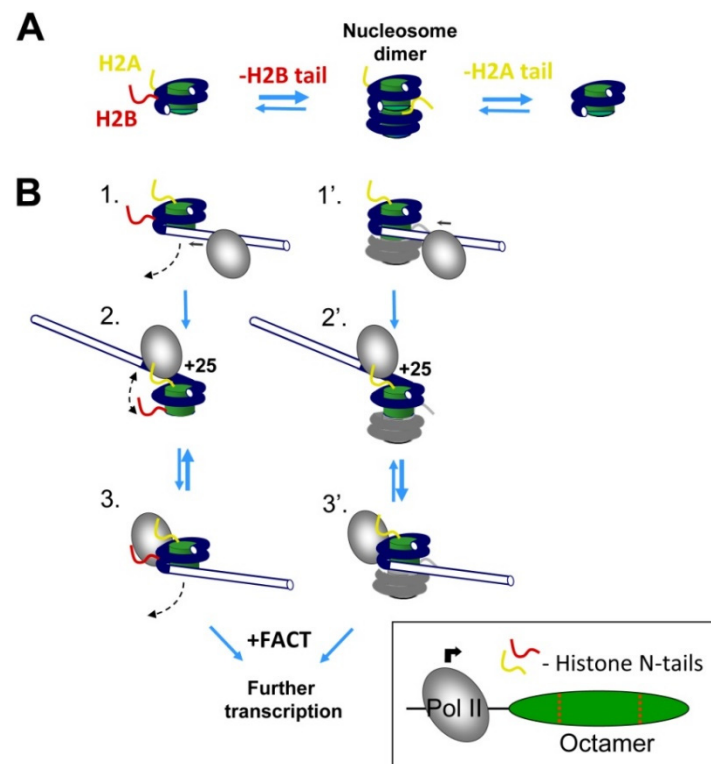 A
H2A
H2B
-H2B tail
Nucleosome
dimer
-H2A tail
B
1.
1'.
2.
+25
2'.
+25
3.
3'.
+FACT
Further
transcription
- Histone N-tails
Pol II
Octamer